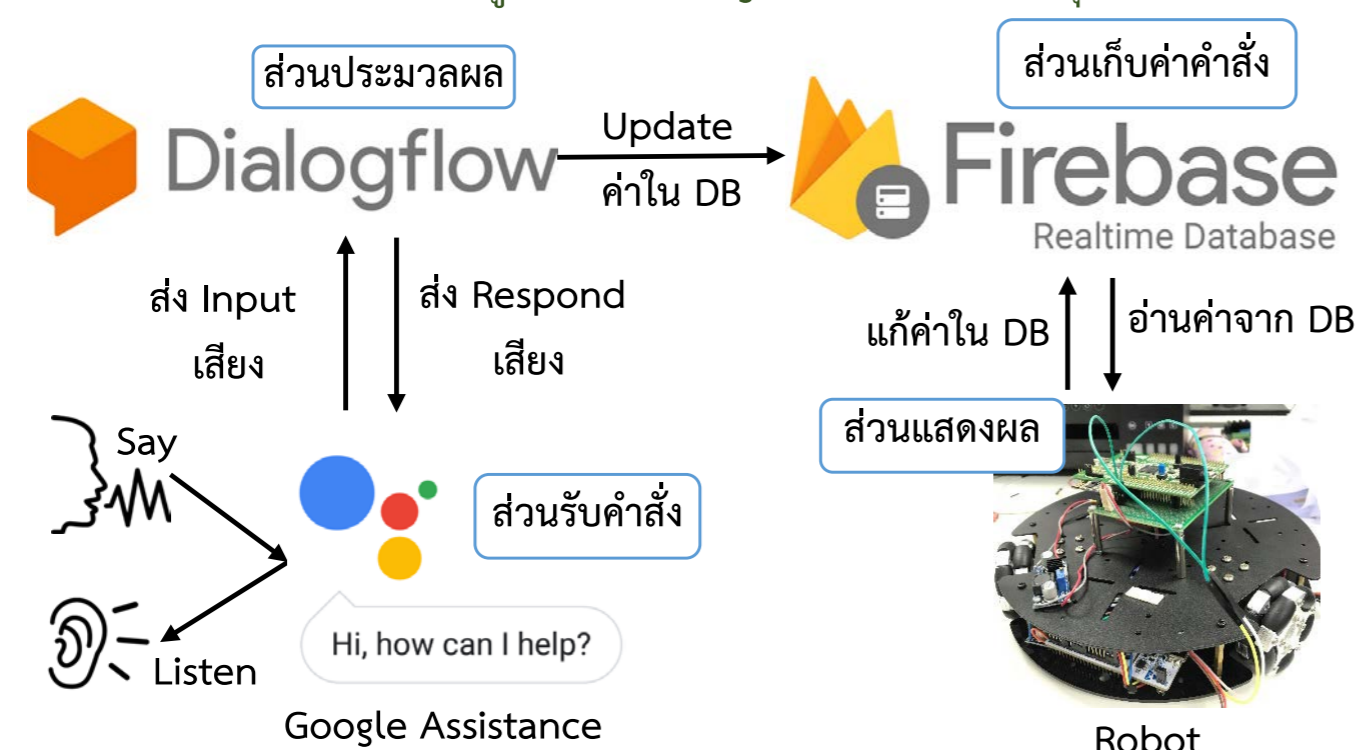 ส่วนประมวลผล
ส่วนเก็บค่าคำสั่ง
Dialogflow
Update
ค่าใน DB
Firebase
Realtime Database
ส่ง Input
เสียง
ส่ง Respond
เสียง
แก้ค่าใน DB
อ่านค่าจาก DB
ส่วนแสดงผล
Say
ส่วนรับคำสั่ง
Listen
Hi, how can I help?
Google Assistance
Robot